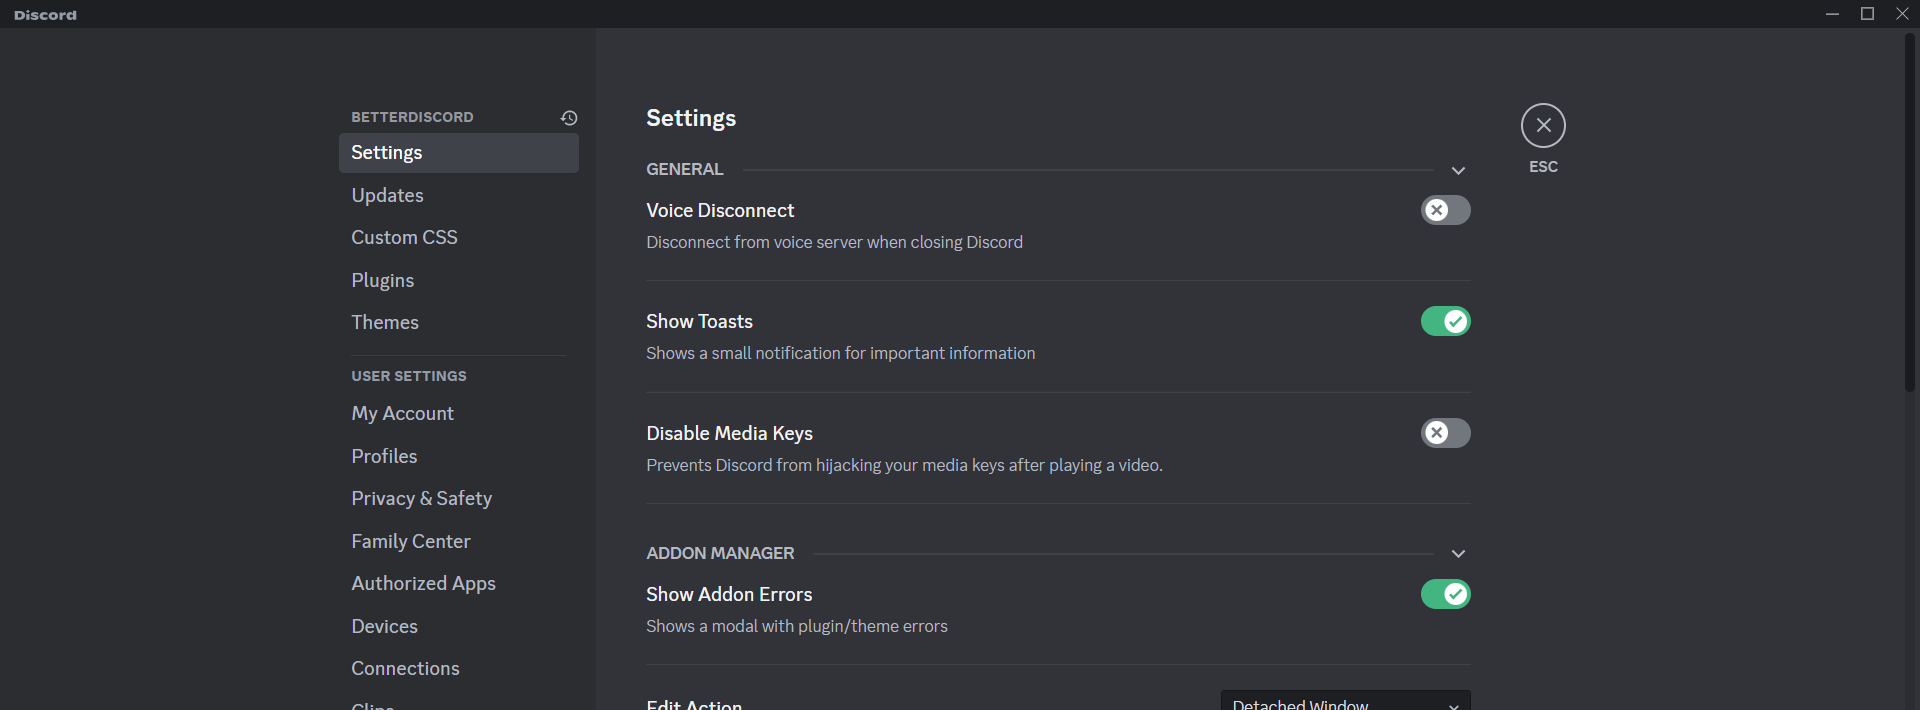 Discord
BETTERDISCORD
Settings
Updates
Custom CSS
Plugins
Themes
USER SETTINGS
My Account
Profiles
Privacy & Safety
Family Center
Authorized Apps
Devices
Connections
Clips
Settings
GENERAL
Voice Disconnect
Disconnect from voice server when closing Discord
Show Toasts
Shows a small notification for important information
Disable Media Keys
Prevents Discord from hijacking your media keys after playing a video.
ADDON MANAGER
Show Addon Errors
Shows a modal with plugin/theme errors
Edit Action
Detached Window
ESC